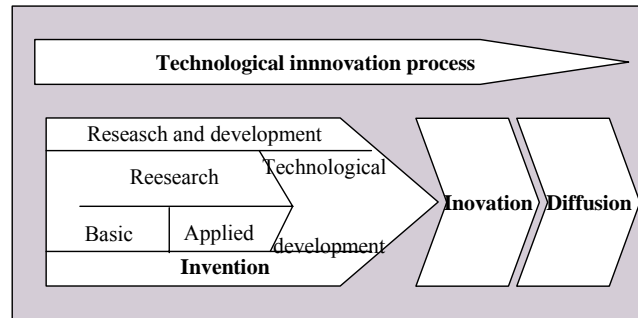 Technological innnovation process
Reseasch and development
Technological
Reesearch
Basic
Applied
development
Invention
Inovation
Diffusion